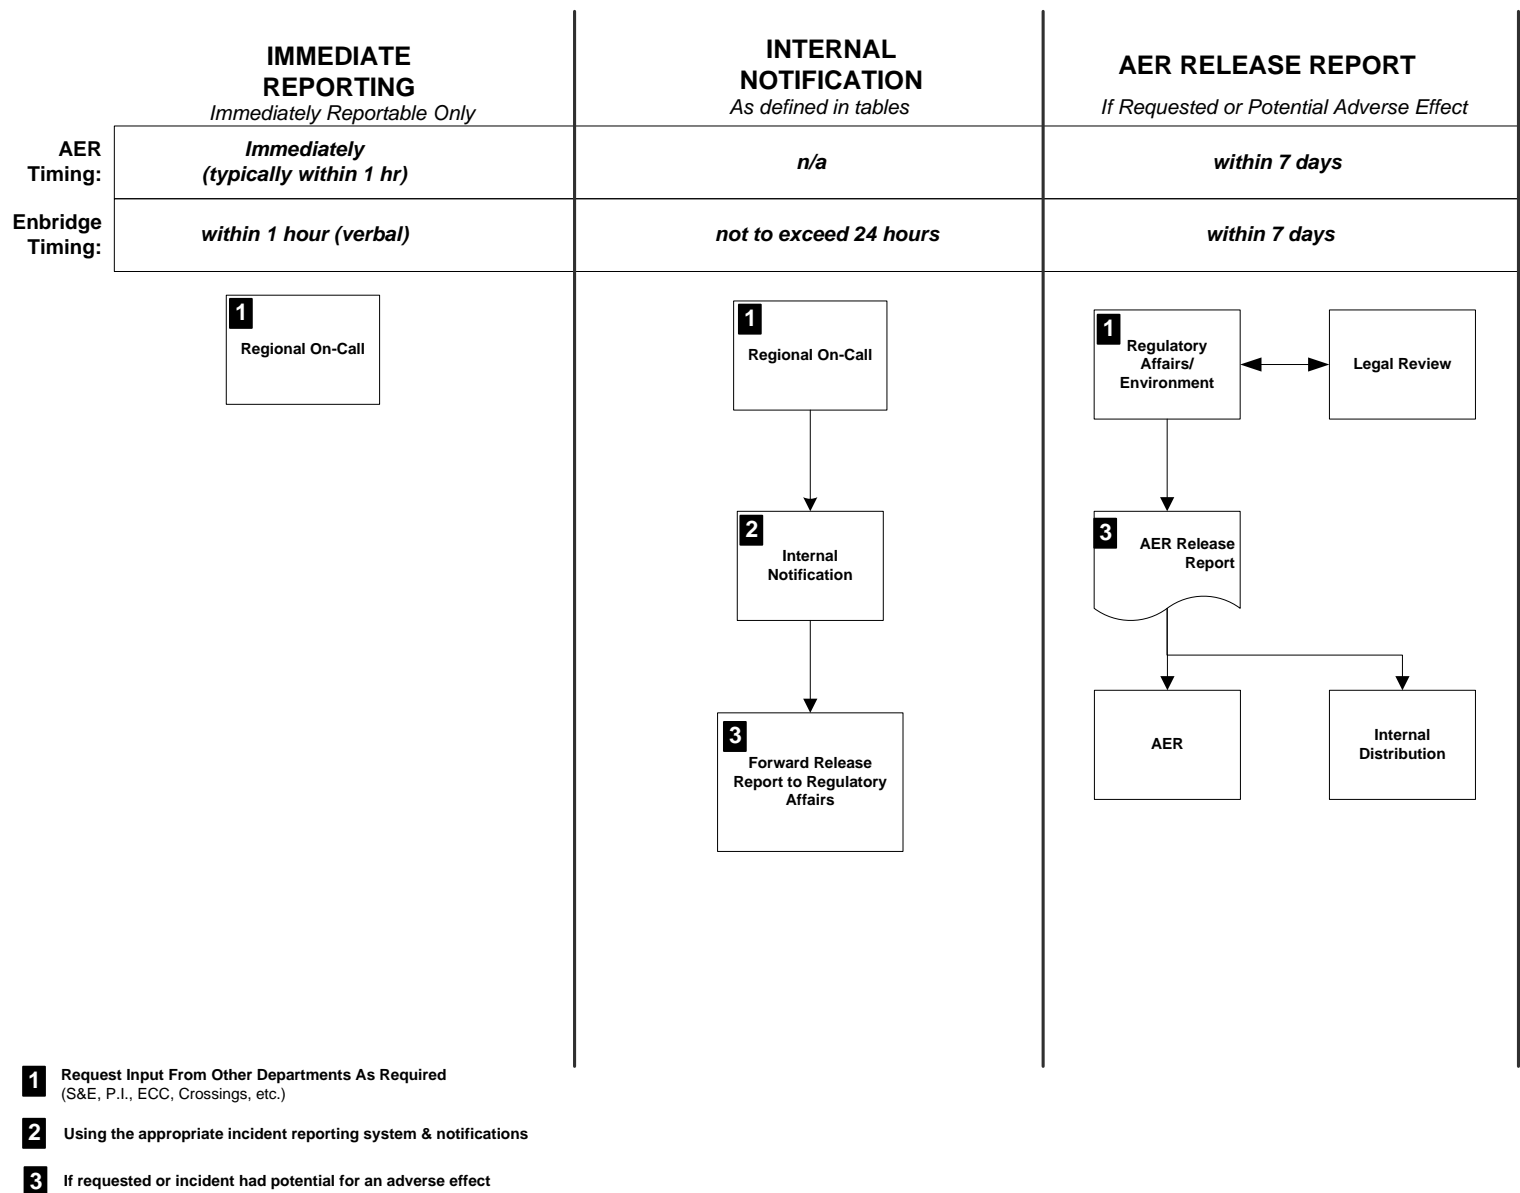 IMMEDIATE
REPORTING
Immediately Reportable Only
INTERNAL
NOTIFICATION
As defined in tables
AER RELEASE REPORT
If Requested or Potential Adverse Effect
AER
Timing:
Immediately
(typically within 1 hr)
n/a
within 7 days
Enbridge
Timing:
within 1 hour (verbal)
not to exceed 24 hours
within 7 days
1
Regional On-Call
1
Regional On-Call
2
Internal
Notification
3
Forward Release
Report to Regulatory
Affairs
1
Regulatory
Affairs/
Environment
Legal Review
3
AER Release
Report
AER
Internal
Distribution
1 Request Input From Other Departments As Required
(S&E, P.I., ECC, Crossings, etc.)
2 Using the appropriate incident reporting system & notifications
3 If requested or incident had potential for an adverse effect